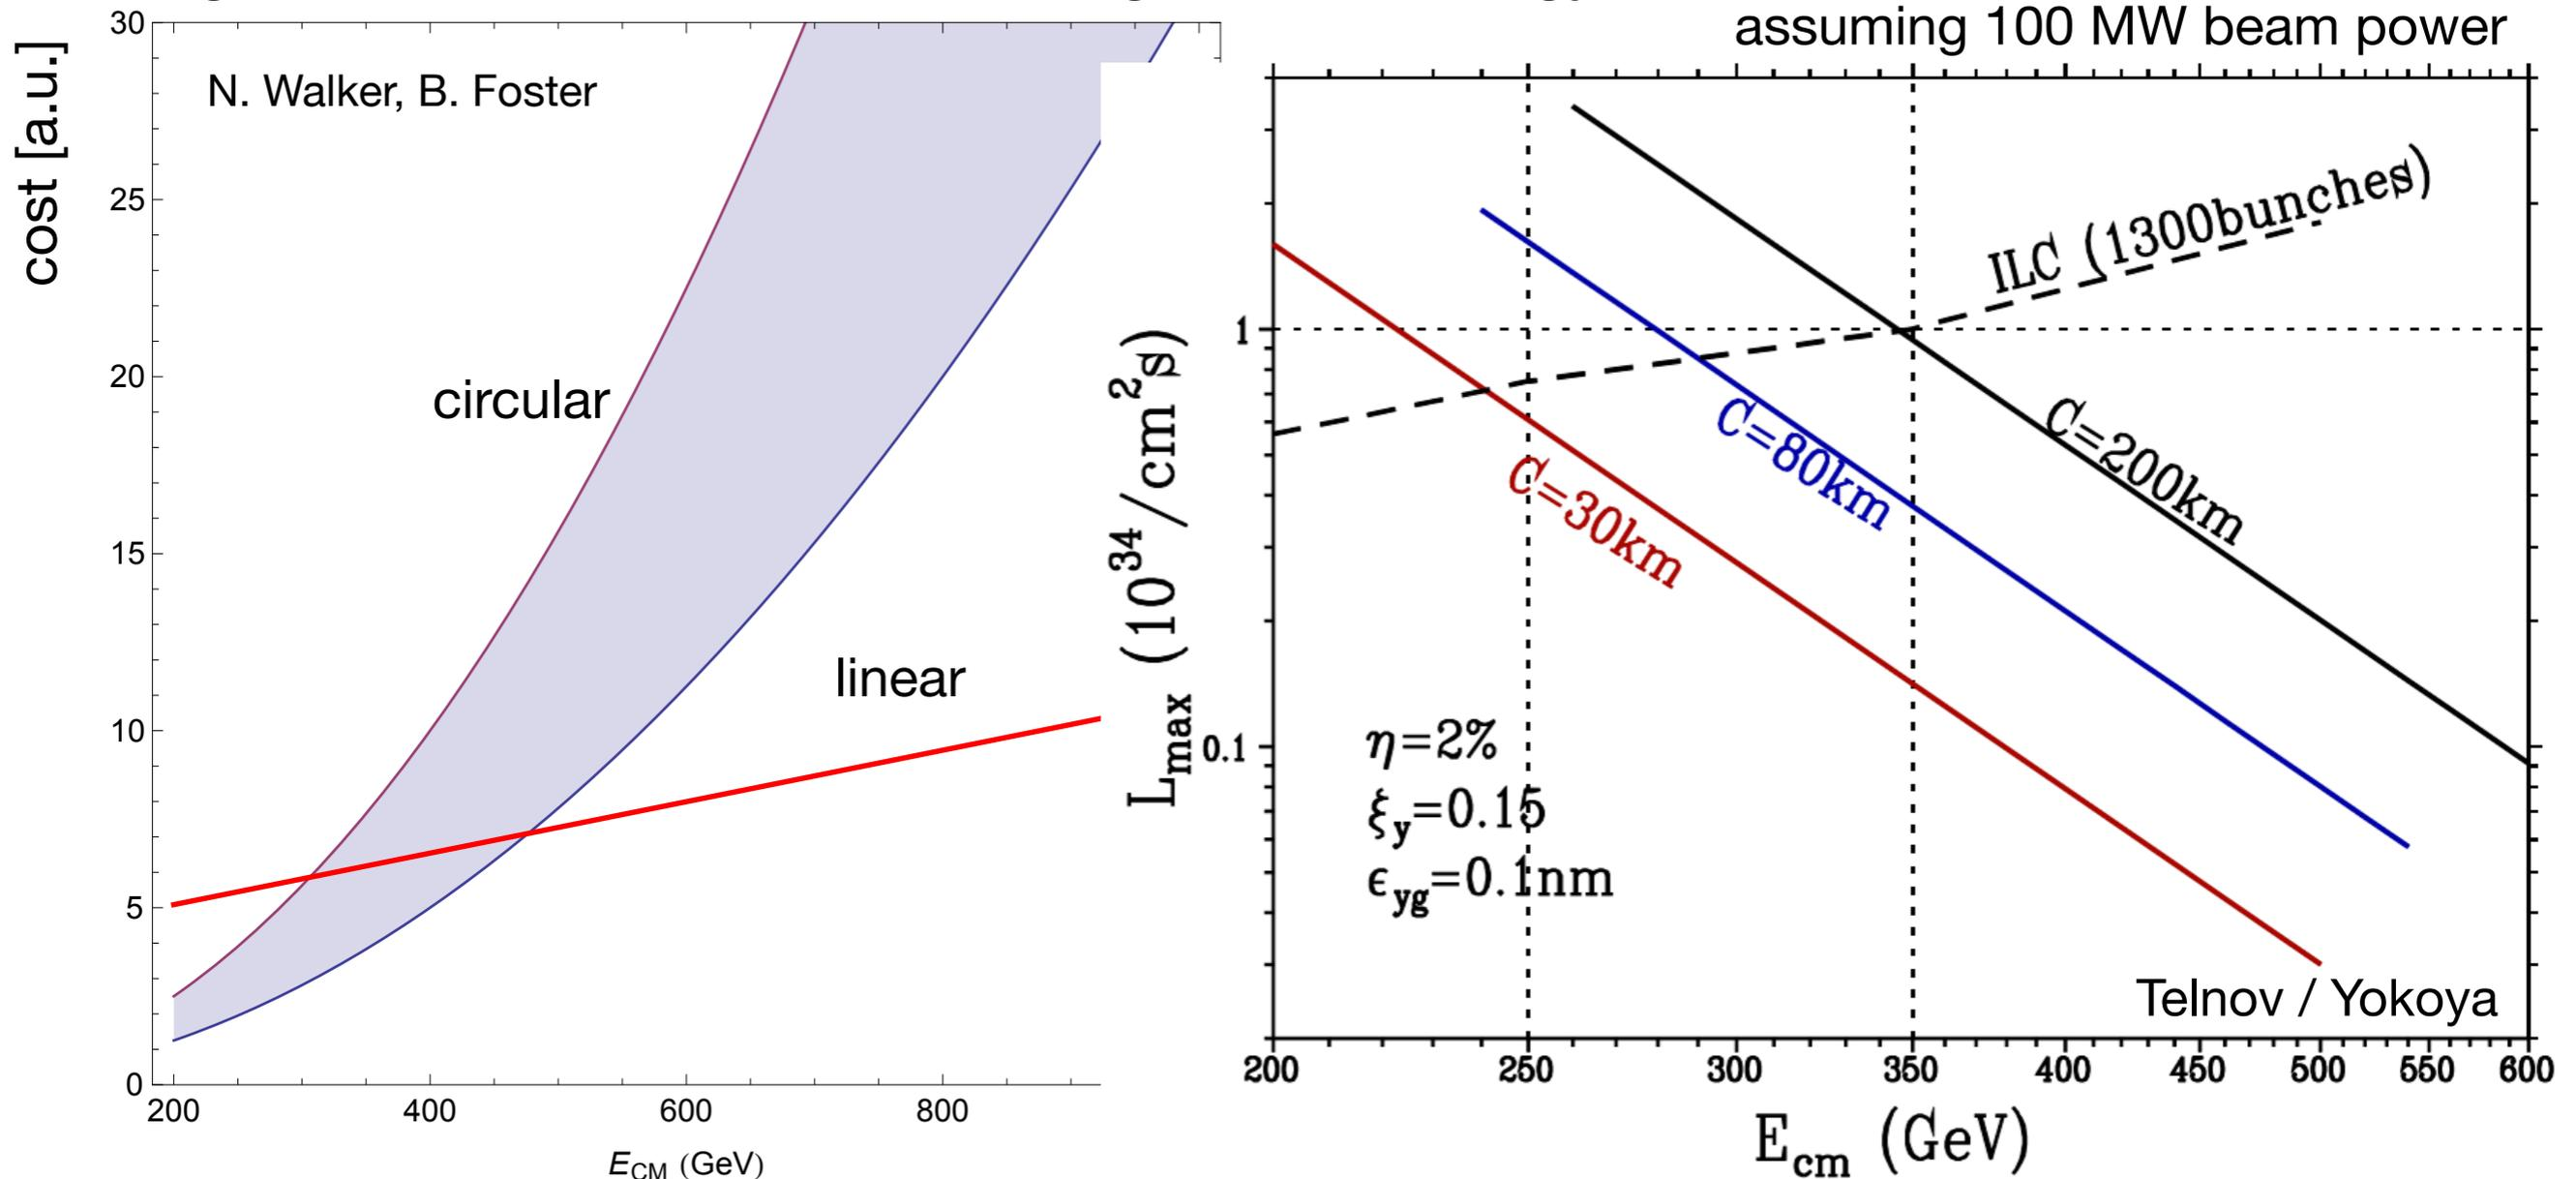 assuming 100 MW beam power
30
25
20
15
10
5
0
cost [a.u.]
N. Walker, B. Foster
circular
linear
200 400 600 800
E_CM (GeV)
L_max (10^34/cm^2s)
1
0.1
ILC (1300bunches)
C=200km
C=80km
C=30km
η=2%
ξ_y=0.15
ϵ_yg=0.1nm
Telnov / Yokoya
200 250 300 350 400 450 500 550 600
E_cm (GeV)